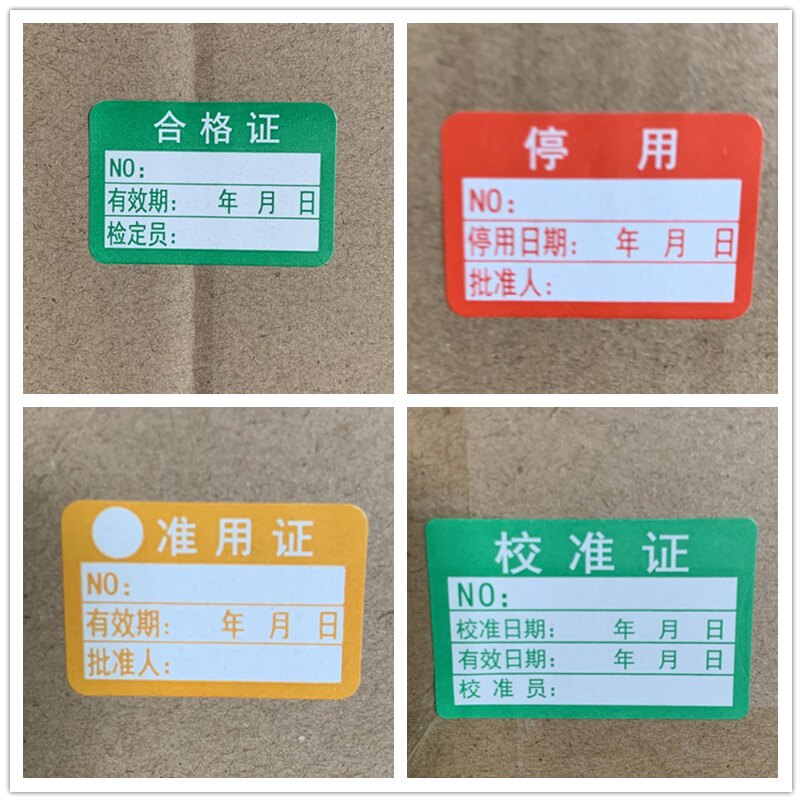 合格证
NO：
有效期： 年 月 日
检定员：
停 用
NO：
停用日期： 年 月 日
批准人：
准用证
NO：
有效期： 年 月 日
批准人：
校准证
NO：
校准日期： 年 月 日
有效日期： 年 月 日
校准员：